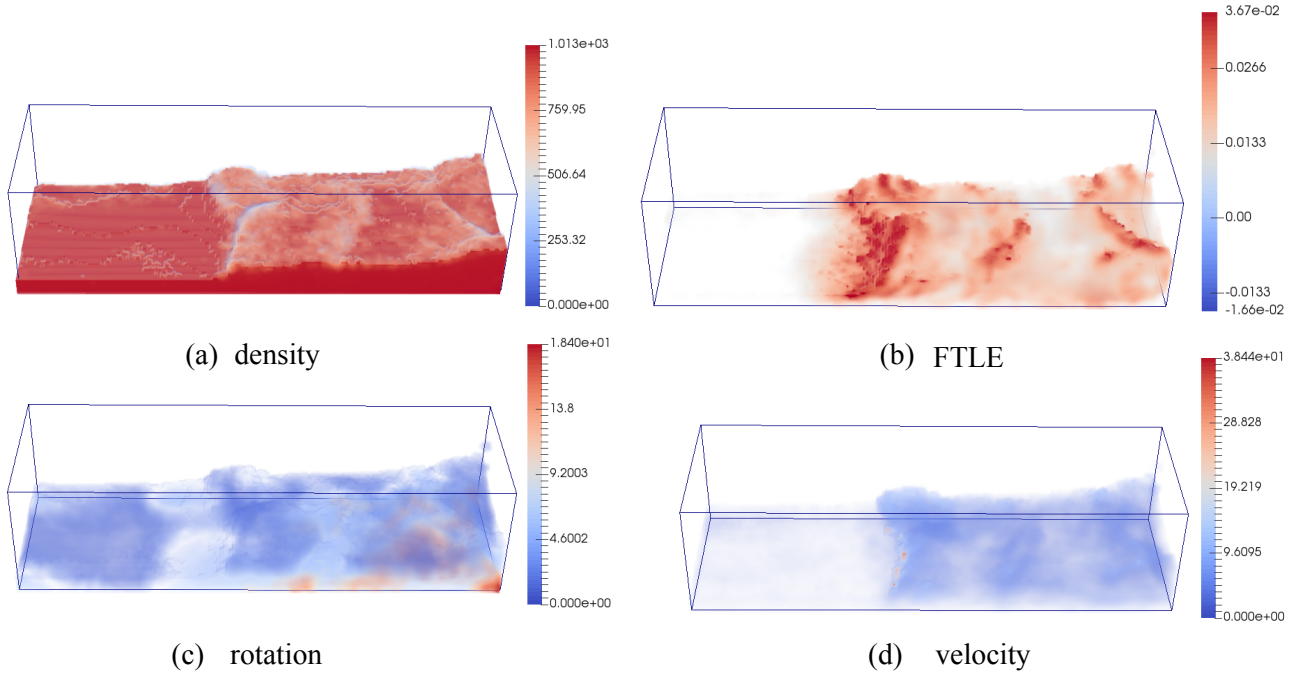 1.013e+03
759.95
506.64
253.32
0.000e+00
(a) density
3.67e-02
0.0266
0.0133
0.00
-0.0133
-1.66e-02
(b) FTLE
1.840e+01
13.8
9.2003
4.6002
0.000e+00
(c) rotation
3.844e+01
28.828
19.219
9.6095
0.000e+00
(d) velocity